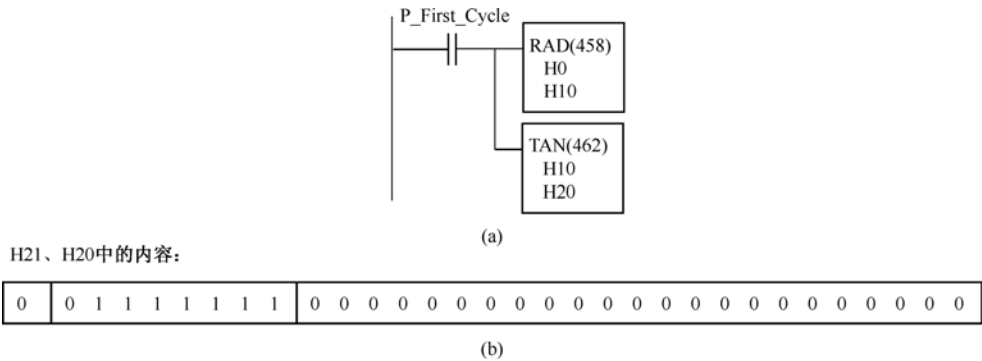 P_First_Cycle
RAD(458)
H0
H10
TAN(462)
H10
H20
(a)
H21、H20中的内容:
0 0 1 1 1 1 1 1 1 0 0 0 0 0 0 0 0 0 0 0 0 0 0 0 0 0 0 0 0 0 0 0
(b)